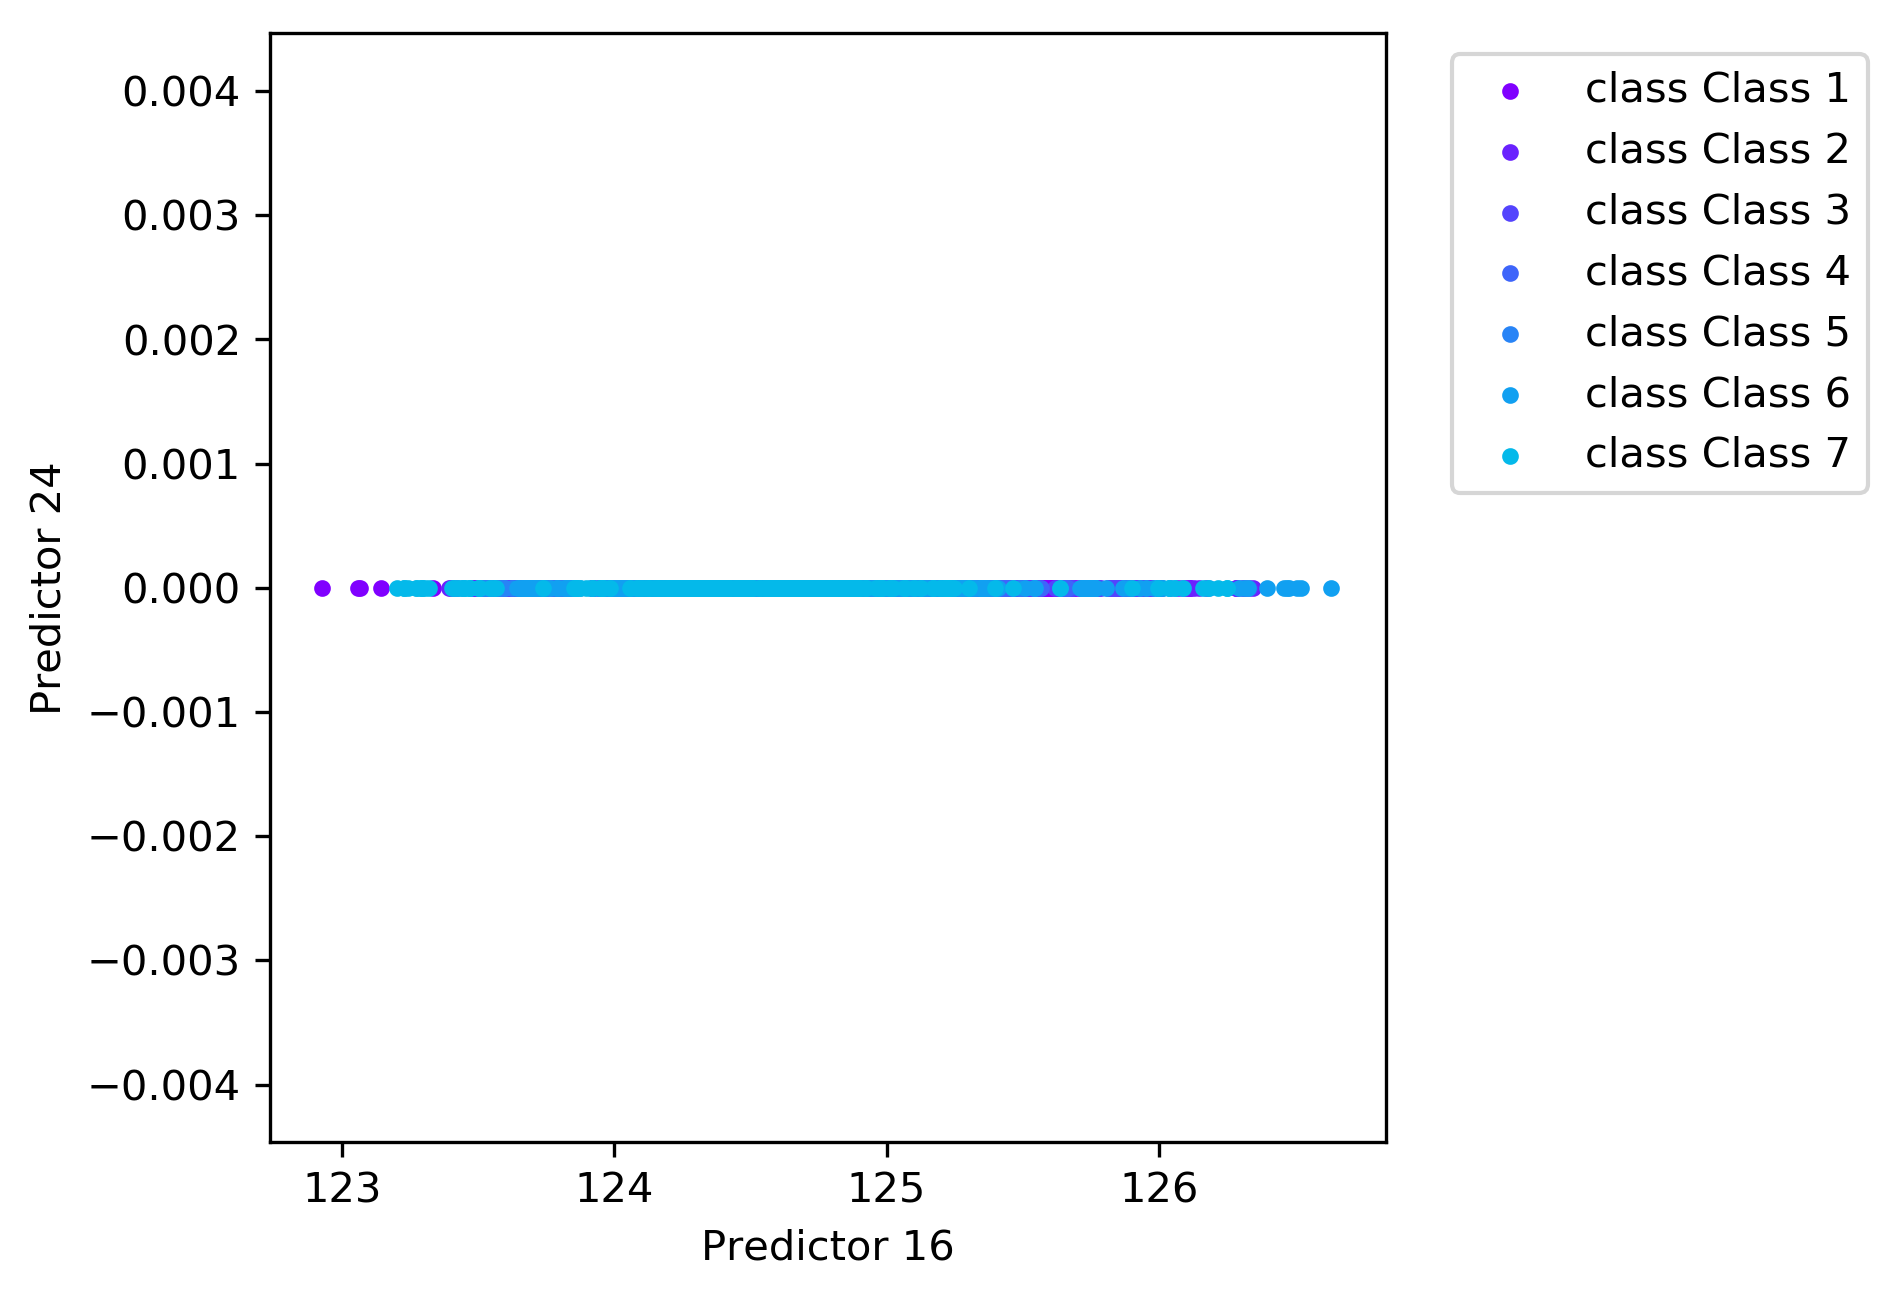 0.004
0.003
0.002
0.001
0.000
−0.001
−0.002
−0.003
−0.004
Predictor 24
123 124 125 126
Predictor 16
class Class 1
class Class 2
class Class 3
class Class 4
class Class 5
class Class 6
class Class 7